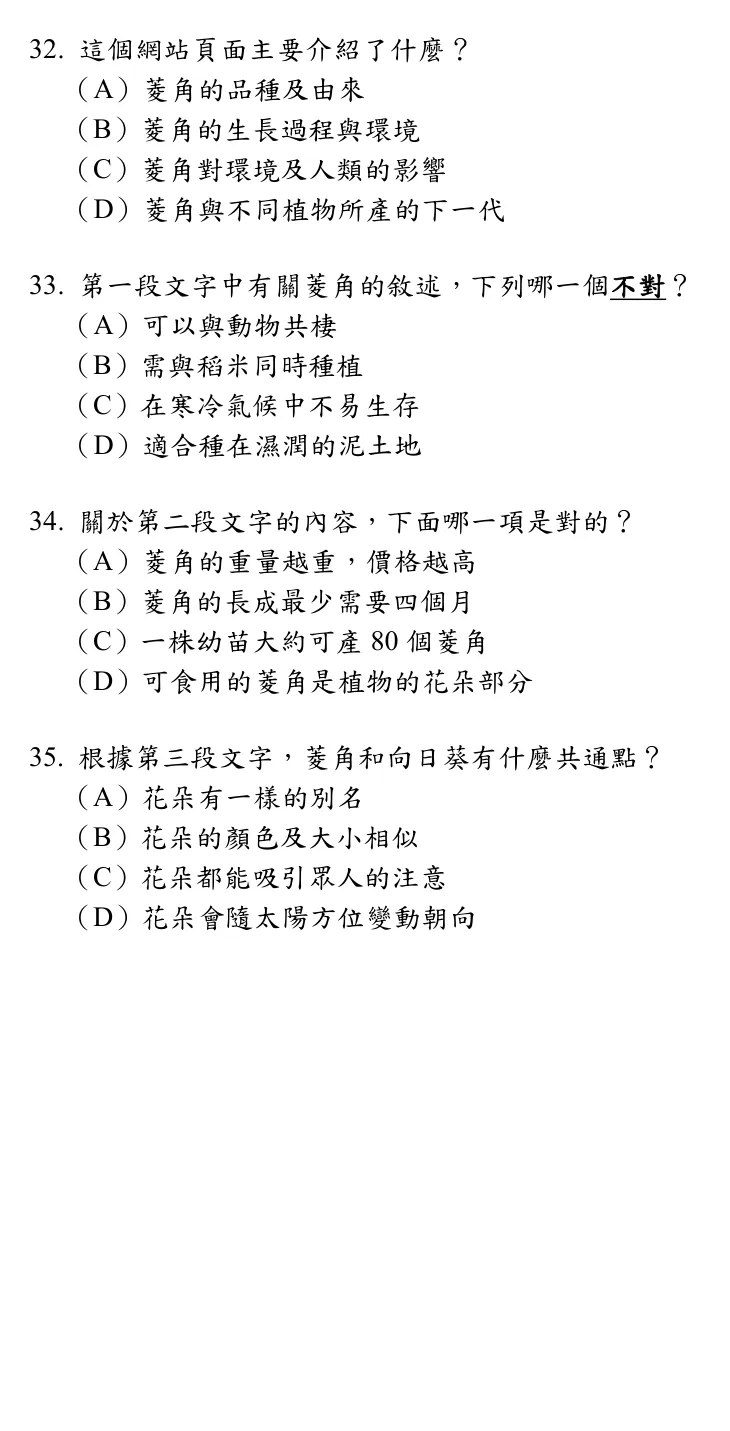 32. 這個網站頁面主要介紹了什麼？
（A）菱角的品種及由來
（B）菱角的生長過程與環境
（C）菱角對環境及人類的影響
（D）菱角與不同植物所產的下一代
33. 第一段文字中有關菱角的敘述，下列哪一個不對？
（A）可以與動物共棲
（B）需與稻米同時種植
（C）在寒冷氣候中不易生存
（D）適合種在濕潤的泥土地
34. 關於第二段文字的內容，下面哪一項是對的？
（A）菱角的重量越重，價格越高
（B）菱角的長成最少需要四個月
（C）一株幼苗大約可產 80 個菱角
（D）可食用的菱角是植物的花朵部分
35. 根據第三段文字，菱角和向日葵有什麼共通點？
（A）花朵有一樣的別名
（B）花朵的顏色及大小相似
（C）花朵都能吸引眾人的注意
（D）花朵會隨太陽方位變動朝向